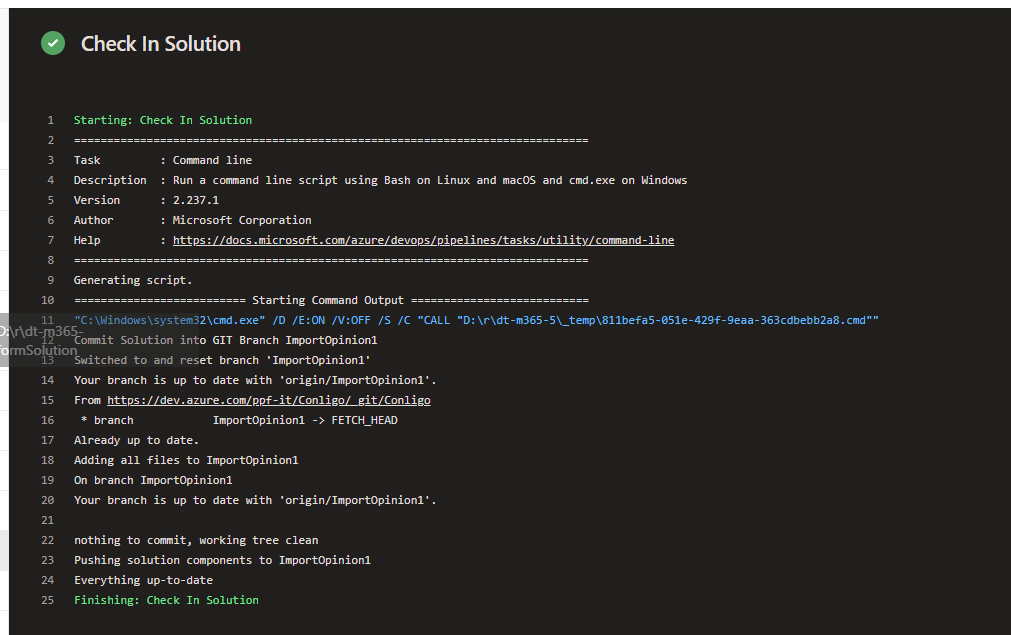 Check In Solution
1 Starting: Check In Solution
2 ==============================================================================
3 Task         : Command line
4 Description  : Run a command line script using Bash on Linux and macOS and cmd.exe on Windows
5 Version      : 2.237.1
6 Author       : Microsoft Corporation
7 Help         : https://docs.microsoft.com/azure/devops/pipelines/tasks/utility/command-line
8 ==============================================================================
9 Generating script.
10 ========================== Starting Command Output ===========================
11 "C:\Windows\system32\cmd.exe" /D /E:ON /V:OFF /S /C "CALL "D:\r\dt-m365-5\_temp\811befa5-051e-429f-9eaa-363cdbebb2a8.cmd""
D:\r\dt-m365-
formSolution
12 Commit Solution into GIT Branch ImportOpinion1
13 Switched to and reset branch 'ImportOpinion1'
14 Your branch is up to date with 'origin/ImportOpinion1'.
15 From https://dev.azure.com/ppf-it/Conligo/_git/Conligo
16  * branch            ImportOpinion1 -> FETCH_HEAD
17 Already up to date.
18 Adding all files to ImportOpinion1
19 On branch ImportOpinion1
20 Your branch is up to date with 'origin/ImportOpinion1'.
21
22 nothing to commit, working tree clean
23 Pushing solution components to ImportOpinion1
24 Everything up-to-date
25 Finishing: Check In Solution